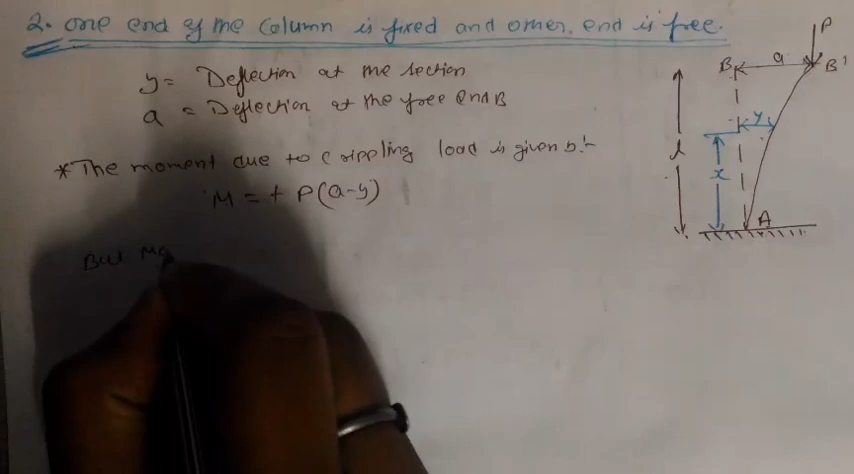 2. one end of the column is fixed and other end is free.
y = Deflection at the section
a = Deflection at the free end B
* The moment due to crippling load is given by:-
M = + P(a-y)
But
P
a
B
B'
y
l
x
A